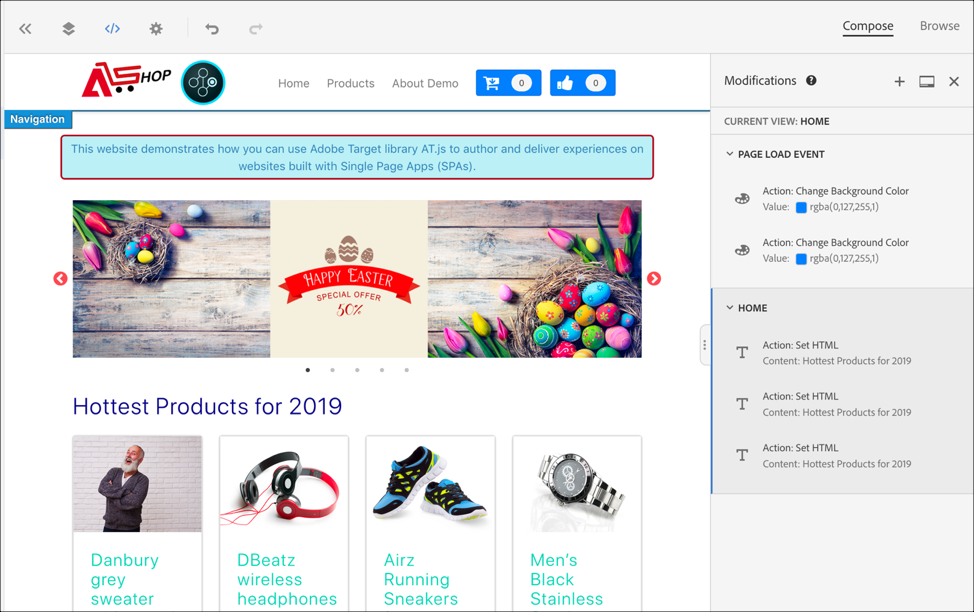 Compose
Browse
SHOP
Home
Products
About Demo
0
0
Navigation
This website demonstrates how you can use Adobe Target library AT.js to author and deliver experiences on
websites built with Single Page Apps (SPAs).
HAPPY EASTER
SPECIAL OFFER
50%
Hottest Products for 2019
Danbury
grey
sweater
DBeatz
wireless
headphones
Airz
Running
Sneakers
Men's
Black
Stainless
Modifications
CURRENT VIEW: HOME
PAGE LOAD EVENT
Action: Change Background Color
Value: rgba(0,127,255,1)
Action: Change Background Color
Value: rgba(0,127,255,1)
HOME
Action: Set HTML
Content: Hottest Products for 2019
Action: Set HTML
Content: Hottest Products for 2019
Action: Set HTML
Content: Hottest Products for 2019